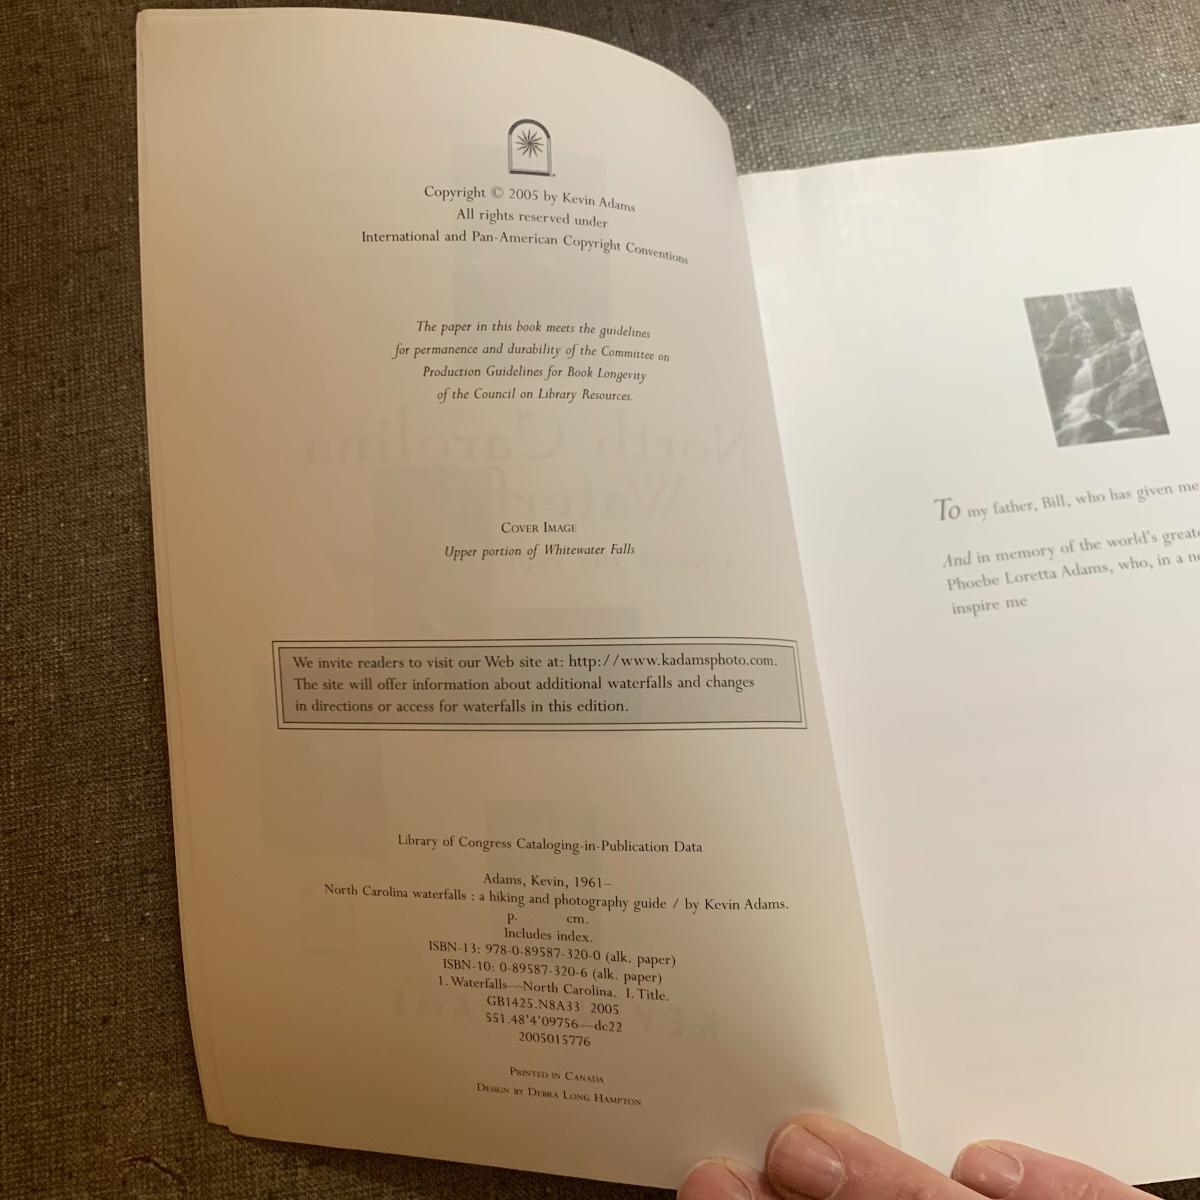 Copyright © 2005 by Kevin Adams
All rights reserved under
International and Pan-American Copyright Conventions
The paper in this book meets the guidelines
for permanence and durability of the Committee on
Production Guidelines for Book Longevity
of the Council on Library Resources.
COVER IMAGE
Upper portion of Whitewater Falls
We invite readers to visit our Web site at: http://www.kadamsphoto.com.
The site will offer information about additional waterfalls and changes
in directions or access for waterfalls in this edition.
Library of Congress Cataloging-in-Publication Data
Adams, Kevin, 1961–
North Carolina waterfalls : a hiking and photography guide / by Kevin Adams.
p. cm.
Includes index.
ISBN-13: 978-0-89587-320-0 (alk. paper)
ISBN-10: 0-89587-320-6 (alk. paper)
1. Waterfalls—North Carolina. I. Title.
GB1425.N8A33 2005
551.48'4'09756—dc22
2005015776
PRINTED IN CANADA
DESIGN BY DEBRA LONG HAMPTON
To my father, Bill, who has given me
And in memory of the world's
Phoebe Loretta Adams, who, in a
inspire me